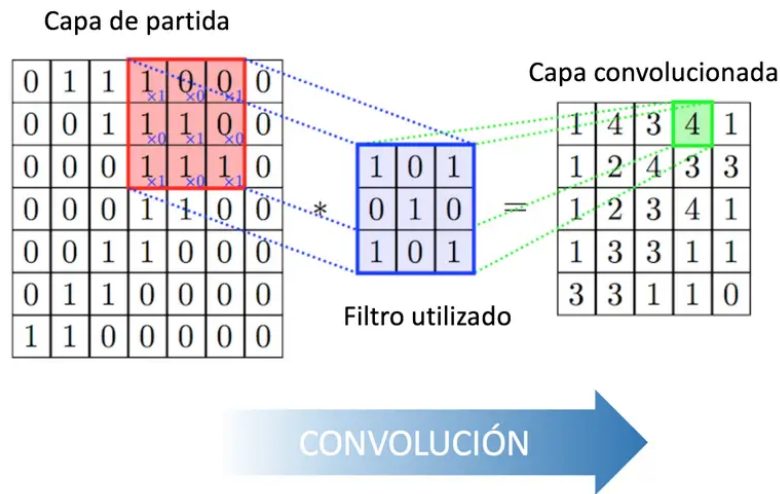 Capa de partida
Capa convolucionada
0 1 1 1 0 0 0
×1 ×0 ×1
0 0 1 1 1 0 0
×0 ×1 ×0
0 0 0 1 1 1 0
×1 ×0 ×1
0 0 0 1 1 0 0
0 0 1 1 0 0 0
0 1 1 0 0 0 0
1 1 0 0 0 0 0
*
1 0 1
0 1 0
1 0 1
=
1 4 3 4 1
1 2 4 3 3
1 2 3 4 1
1 3 3 1 1
3 3 1 1 0
Filtro utilizado
CONVOLUCIÓN